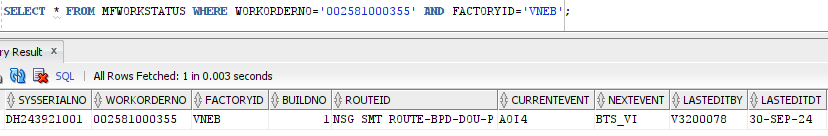 SELECT * FROM MFWORKSTATUS WHERE WORKORDERNO='002581000355' AND FACTORYID='VNEB';
ry Result x
SQL | All Rows Fetched: 1 in 0.003 seconds
SYSSERIALNO WORKORDERNO FACTORYID BUILDNO ROUTEID CURRENTEVENT NEXTEVENT LASTEDITBY LASTEDITDT
DH243921001 002581000355 VNEB 1 NSG SMT ROUTE-BPD-DOU-P AOI4 BTS_VI V3200078 30-SEP-24